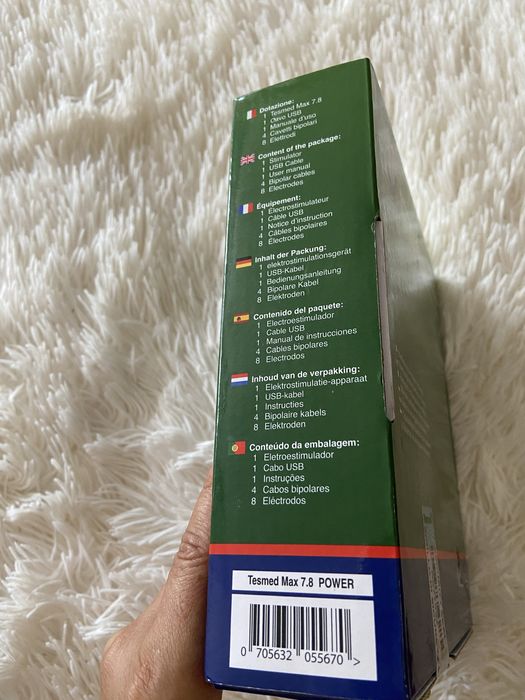 Dotazione:
1 Tesmed Max 7.8
1 Cavo USB
1 Manuale d'uso
4 Cavetti bipolari
8 Elettrodi
Content of the package:
1 Stimulator
1 USB Cable
1 User manual
4 Bipolar cables
8 Electrodes
Équipement:
1 Électrostimulateur
1 Câble USB
1 Notice d'instruction
4 Câbles bipolaires
8 Électrodes
Inhalt der Packung:
1 elektrostimulationsgerät
1 USB-Kabel
1 Bedienungsanleitung
4 Bipolare Kabel
8 Elektroden
Contenido del paquete:
1 Electroestimulador
1 Cable USB
1 Manual de instrucciones
4 Cables bipolares
8 Electrodos
Inhoud van de verpakking:
1 Elektrostimulatie-apparaat
1 USB-kabel
1 Instructies
4 Bipolaire kabels
8 Elektroden
Conteúdo da embalagem:
1 Eletroestimulador
1 Cabo USB
1 Instruções
4 Cabos bipolares
8 Eléctrodos
Tesmed Max 7.8 POWER
0 705632 055670 >